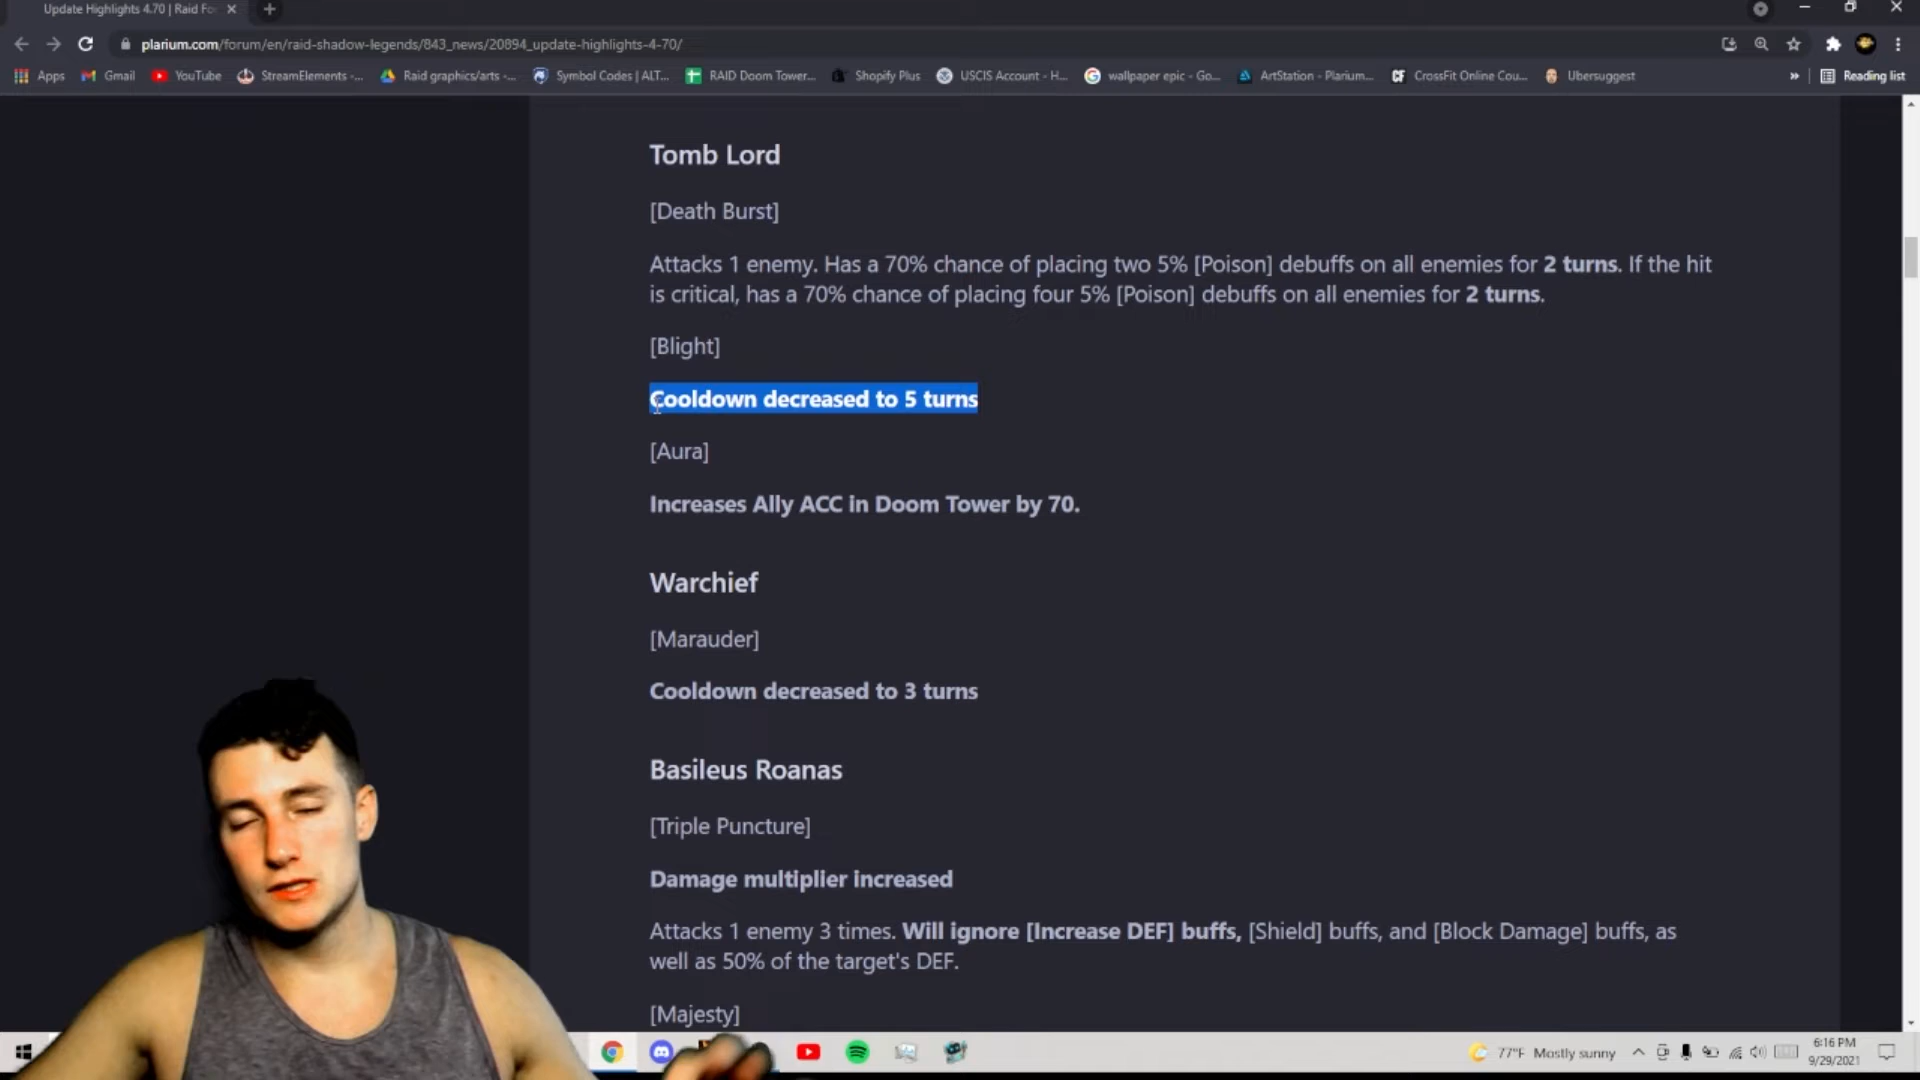 Update Highlights 4.70 | Raid Fo
plarium.com/forum/en/raid-shadow-legends/843_news/20894_update-highlights-4-70/
Apps Gmail YouTube StreamElements -... Raid graphics/arts -... Symbol Codes | ALT... RAID Doom Tower... Shopify Plus USCIS Account - H... wallpaper epic - Go... ArtStation - Plarium... CrossFit Online Cou... Ubersuggest » Reading list
Tomb Lord
[Death Burst]
Attacks 1 enemy. Has a 70% chance of placing two 5% [Poison] debuffs on all enemies for 2 turns. If the hit
is critical, has a 70% chance of placing four 5% [Poison] debuffs on all enemies for 2 turns.
[Blight]
Cooldown decreased to 5 turns
[Aura]
Increases Ally ACC in Doom Tower by 70.
Warchief
[Marauder]
Cooldown decreased to 3 turns
Basileus Roanas
[Triple Puncture]
Damage multiplier increased
Attacks 1 enemy 3 times. Will ignore [Increase DEF] buffs, [Shield] buffs, and [Block Damage] buffs, as
well as 50% of the target's DEF.
[Majesty]
77°F Mostly sunny
6:16 PM
9/29/2021